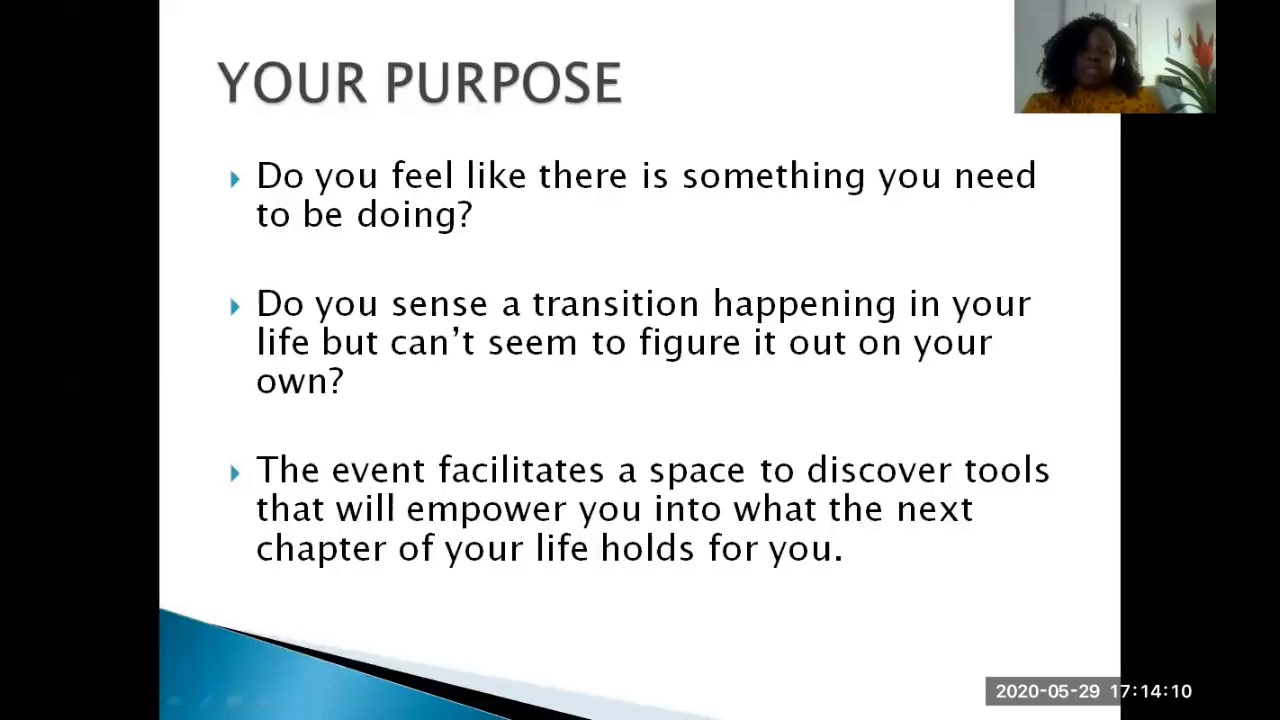 YOUR PURPOSE
Do you feel like there is something you need
to be doing?
Do you sense a transition happening in your
life but can’t seem to figure it out on your
own?
The event facilitates a space to discover tools
that will empower you into what the next
chapter of your life holds for you.
2020-05-29 17:14:10